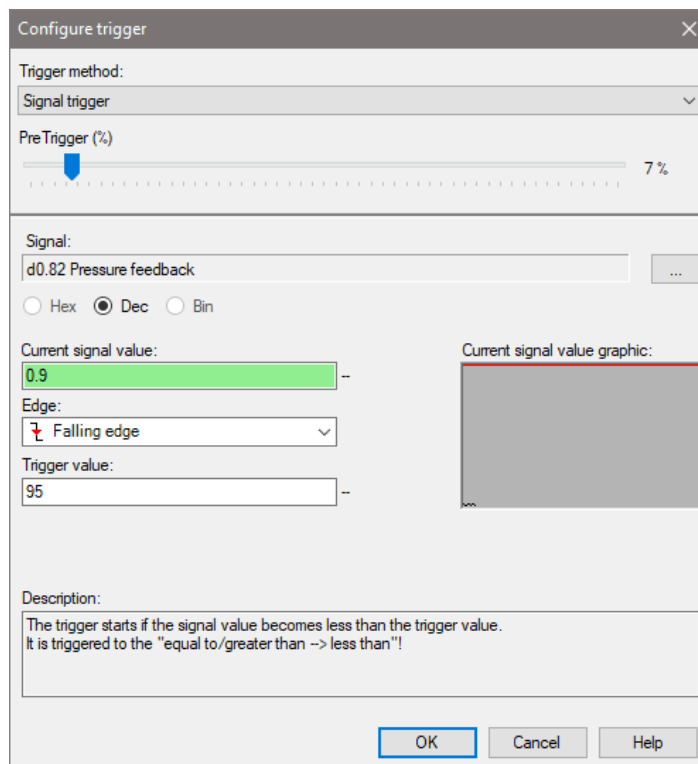 Configure trigger
Trigger method:
Signal trigger
PreTrigger (%)
7 %
Signal:
d0.82 Pressure feedback
...
Hex
Dec
Bin
Current signal value:
0.9
--
Current signal value graphic:
Edge:
Falling edge
Trigger value:
95
--
Description:
The trigger starts if the signal value becomes less than the trigger value.
It is triggered to the "equal to/greater than --> less than"!
OK
Cancel
Help